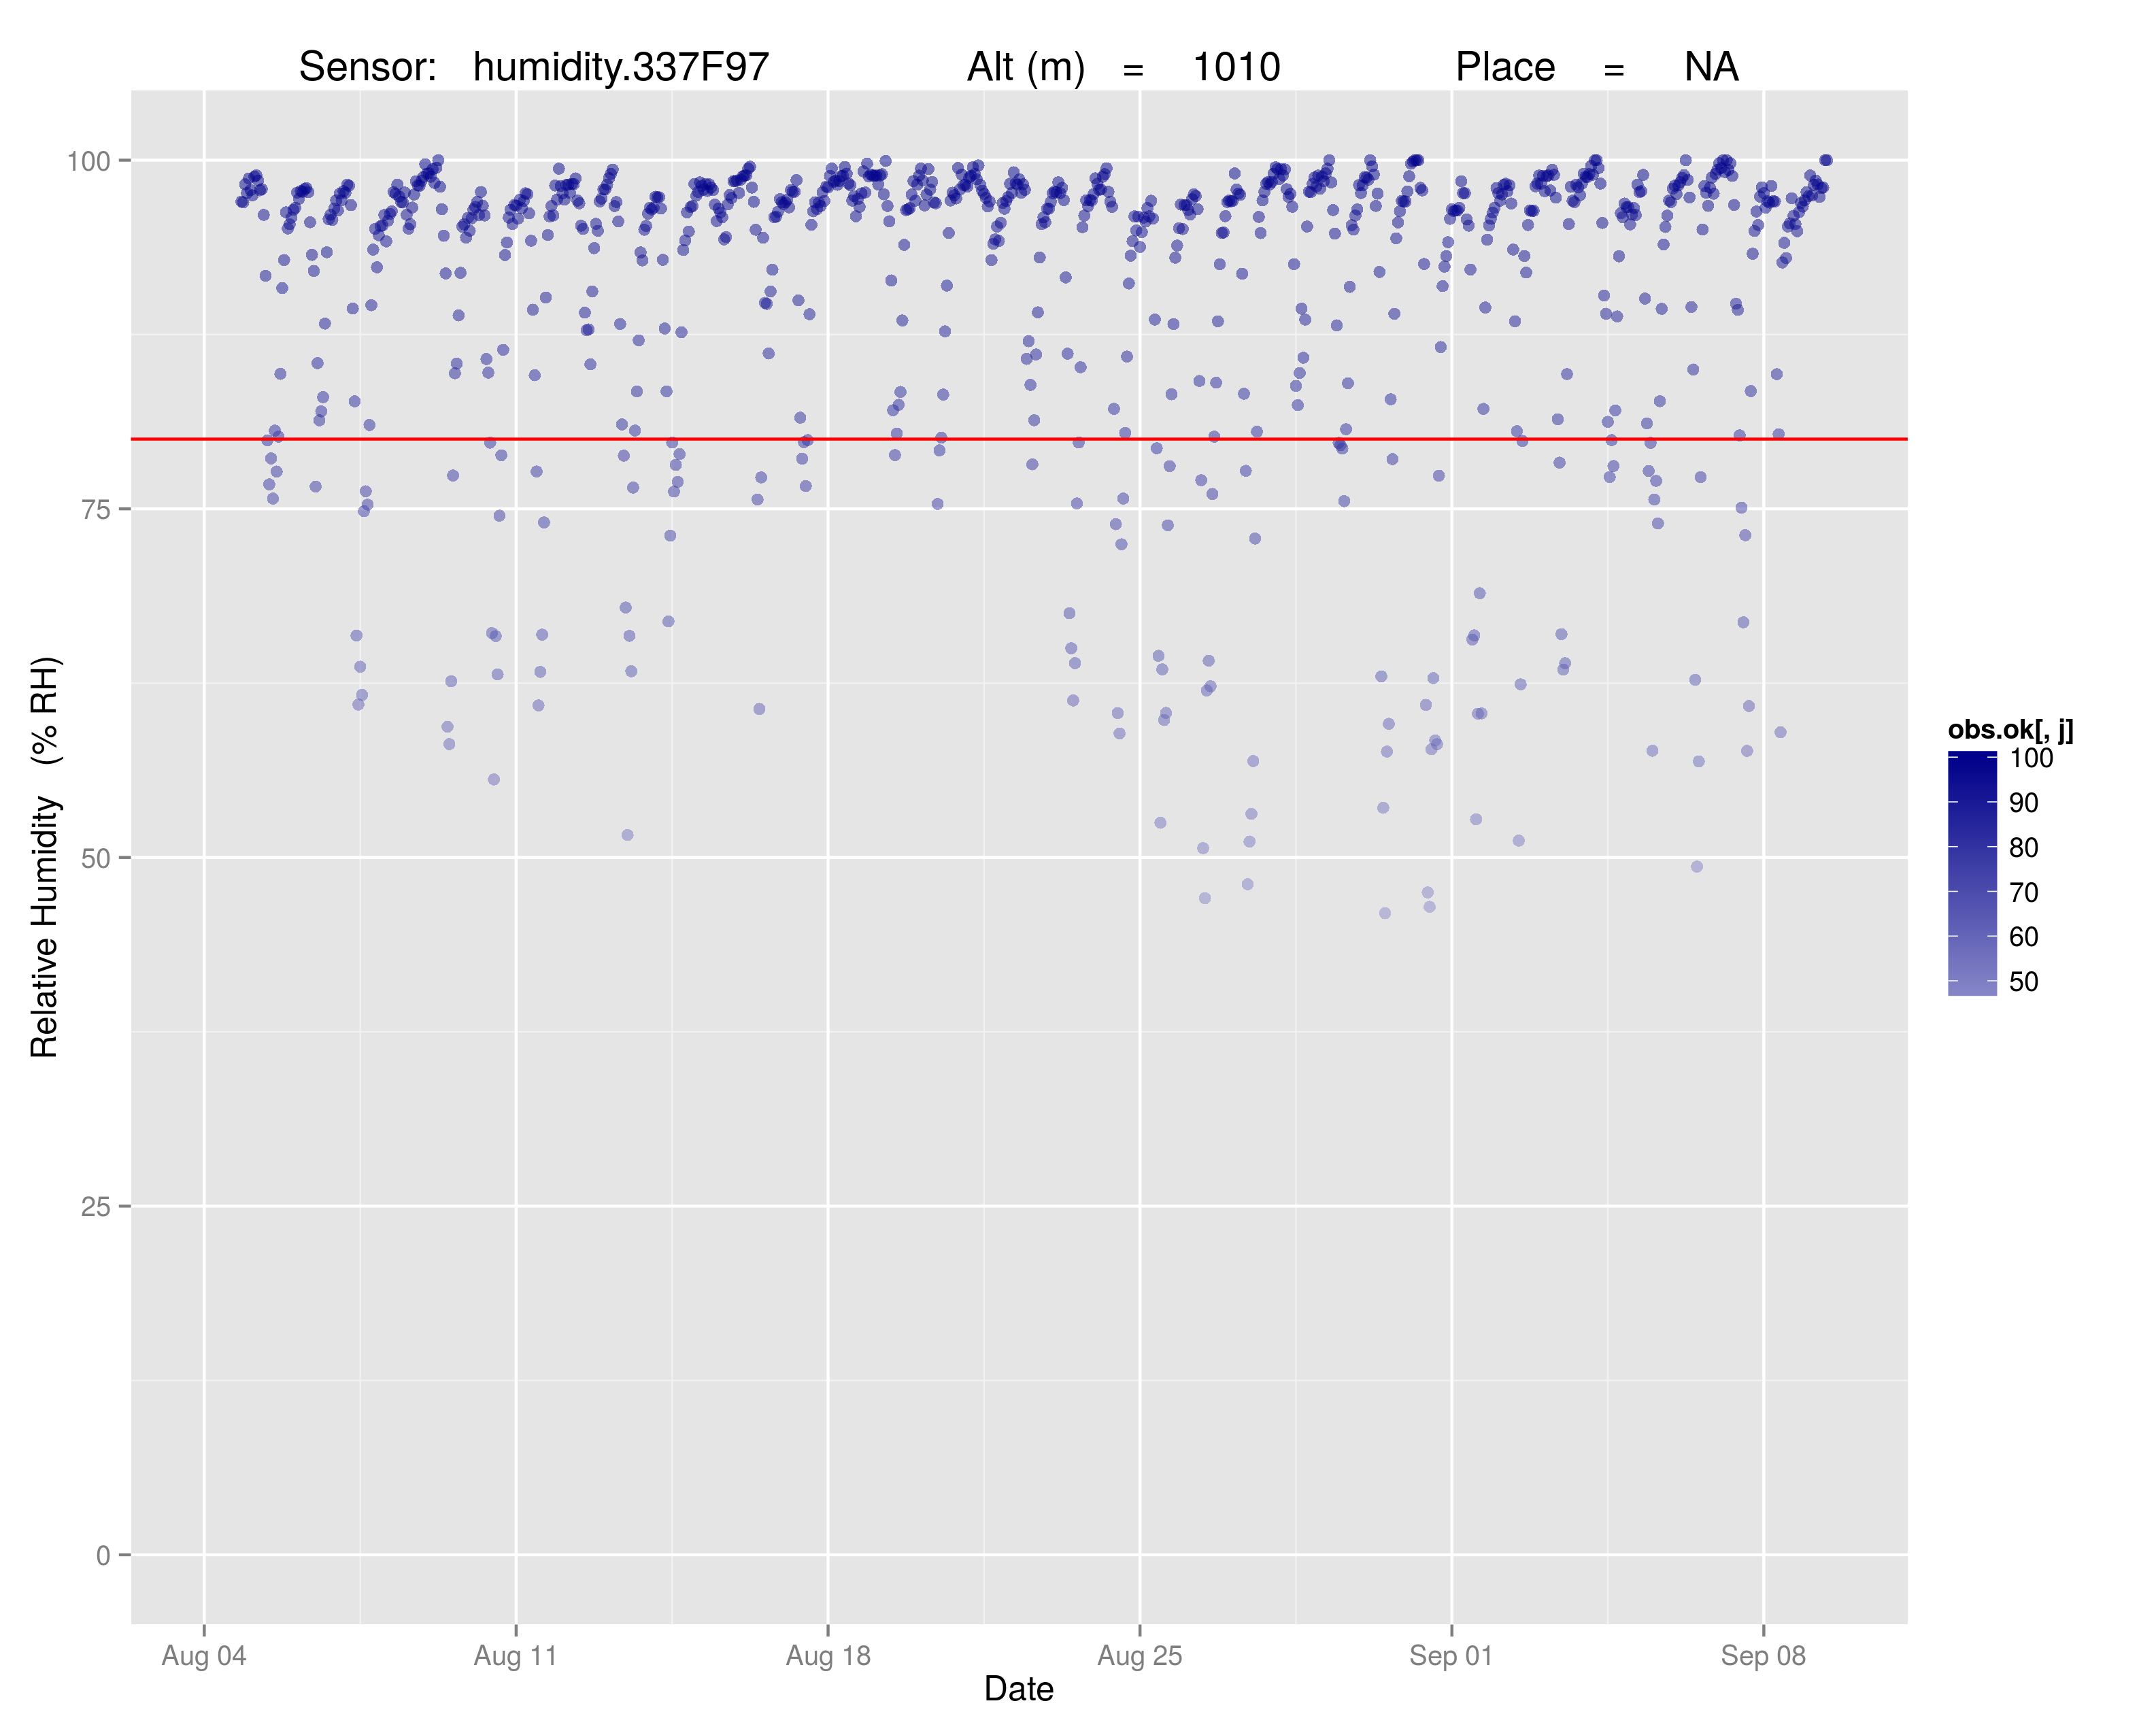 Sensor: humidity.337F97 Alt (m) = 1010 Place = NA
100
75
50
25
0
Relative Humidity (% RH)
Aug 04 Aug 11 Aug 18 Aug 25 Sep 01 Sep 08
Date
obs.ok[, j]
100
90
80
70
60
50